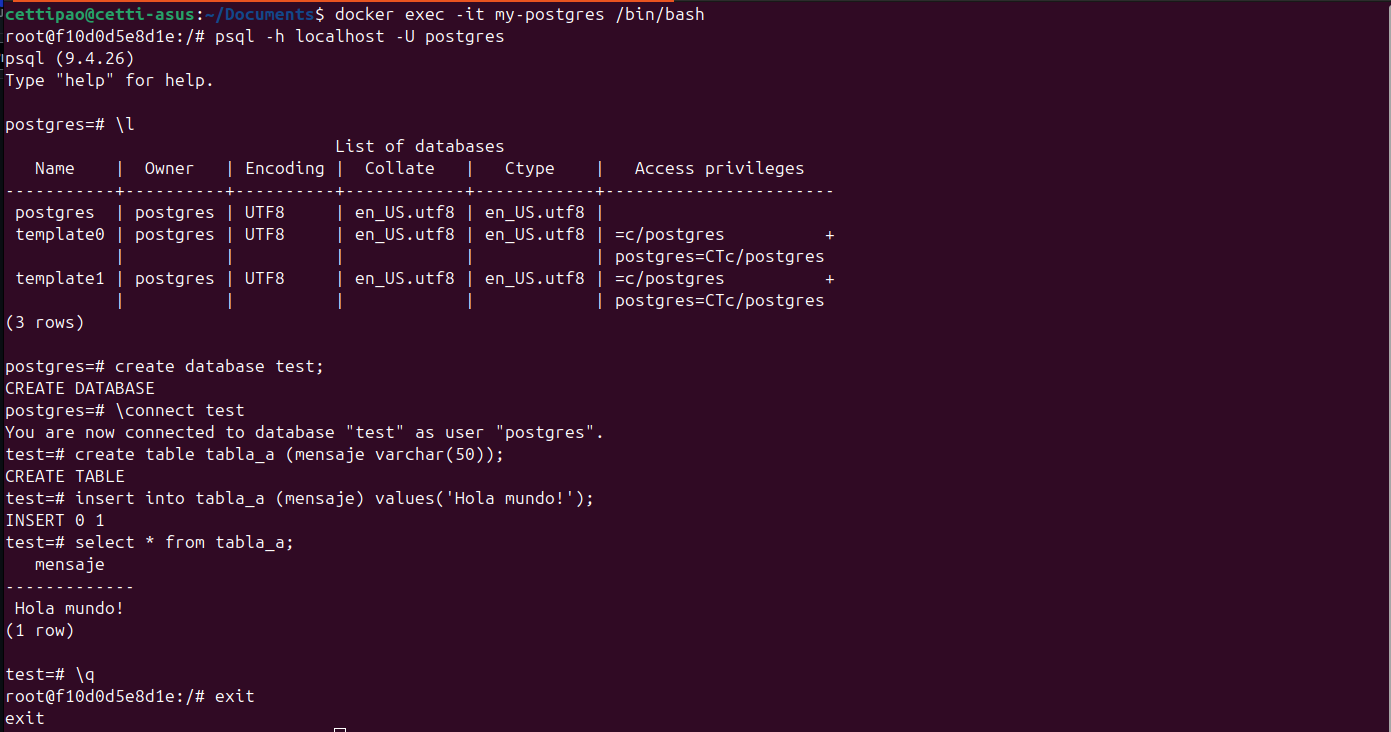 cettipao@cetti-asus:~/Documents$ docker exec -it my-postgres /bin/bash
root@f10d0d5e8d1e:/# psql -h localhost -U postgres
psql (9.4.26)
Type "help" for help.

postgres=# \l
                                 List of databases
   Name    |  Owner   | Encoding |  Collate   |   Ctype    |   Access privileges
-----------+----------+----------+------------+------------+-----------------------
 postgres  | postgres | UTF8     | en_US.utf8 | en_US.utf8 |
 template0 | postgres | UTF8     | en_US.utf8 | en_US.utf8 | =c/postgres          +
           |          |          |            |            | postgres=CTc/postgres
 template1 | postgres | UTF8     | en_US.utf8 | en_US.utf8 | =c/postgres          +
           |          |          |            |            | postgres=CTc/postgres
(3 rows)

postgres=# create database test;
CREATE DATABASE
postgres=# \connect test
You are now connected to database "test" as user "postgres".
test=# create table tabla_a (mensaje varchar(50));
CREATE TABLE
test=# insert into tabla_a (mensaje) values('Hola mundo!');
INSERT 0 1
test=# select * from tabla_a;
   mensaje
-------------
 Hola mundo!
(1 row)

test=# \q
root@f10d0d5e8d1e:/# exit
exit